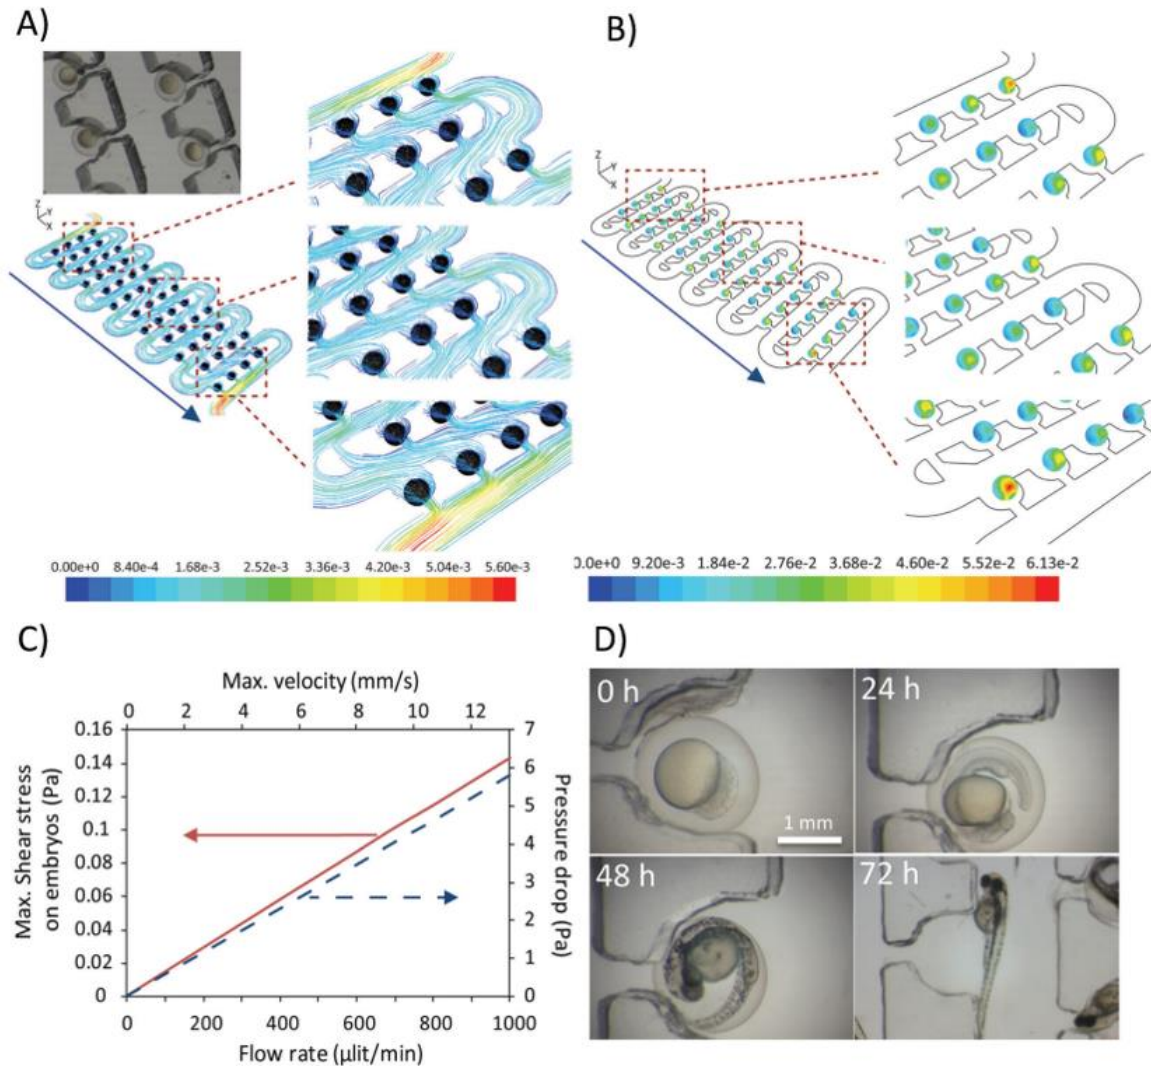 A)
B)
Z
Y
X
Z
Y
X
0.00e+0 8.40e-4 1.68e-3 2.52e-3 3.36e-3 4.20e-3 5.04e-3 5.60e-3
0.0e+0 9.20e-3 1.84e-2 2.76e-2 3.68e-2 4.60e-2 5.52e-2 6.13e-2
C)
Max. velocity (mm/s)
0 2 4 6 8 10 12
0.16
0.14
0.12
0.1
0.08
0.06
0.04
0.02
0
Max. Shear stress
on embryos (Pa)
7
6
5
4
3
2
1
0
Pressure drop (Pa)
0 200 400 600 800 1000
Flow rate (µlit/min)
D)
0 h
24 h
1 mm
48 h
72 h